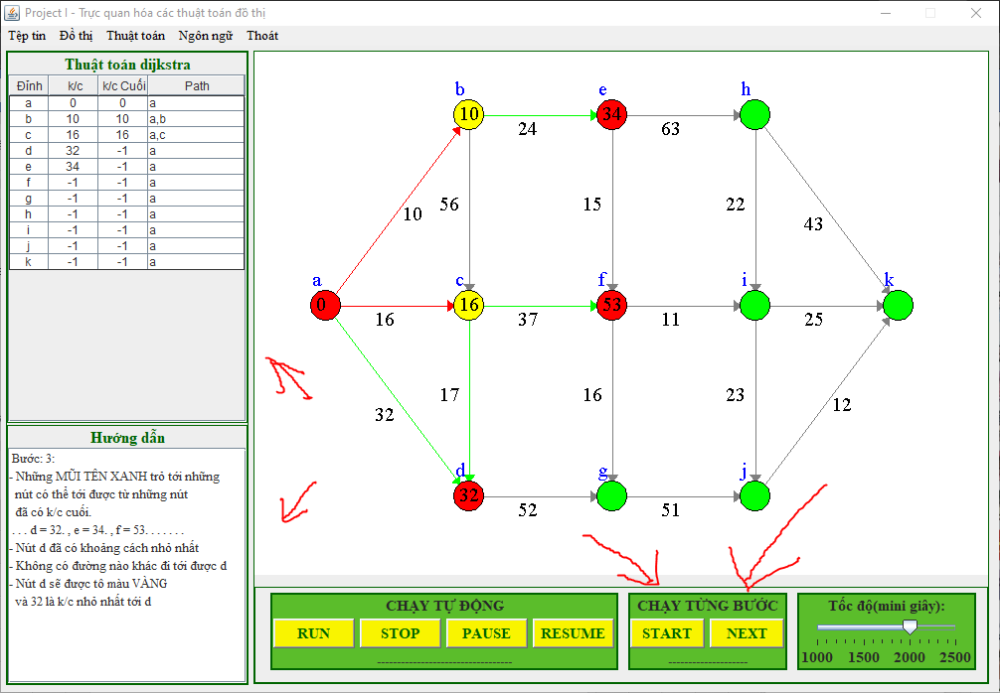 Project I - Trực quan hóa các thuật toán đồ thị
Tệp tin Đồ thị Thuật toán Ngôn ngữ Thoát
Thuật toán dijkstra
Đỉnh k/c k/c Cuối Path
a 0 0 a
b 10 10 a,b
c 16 16 a,c
d 32 -1 a
e 34 -1 a
f -1 -1 a
g -1 -1 a
h -1 -1 a
i -1 -1 a
j -1 -1 a
k -1 -1 a
Hướng dẫn
Bước: 3:
- Những MŨI TÊN XANH trỏ tới những
nút có thể tới được từ những nút
đã có k/c cuối.
. . . d = 32. , e = 34. , f = 53. . . . . . .
- Nút d đã có khoảng cách nhỏ nhất
- Không có đường nào khác đi tới được d
- Nút d sẽ được tô màu VÀNG
và 32 là k/c nhỏ nhất tới d
b e h
10 34
24 63
56 15 22
10 43
a c f i k
0 16 53
16 37 11 25
17 16 23
32 12
d g j
32
52 51
CHẠY TỰ ĐỘNG
RUN STOP PAUSE RESUME
----------------------------------
CHẠY TỪNG BƯỚC
START NEXT
--------------------
Tốc độ(mini giây):
1000 1500 2000 2500